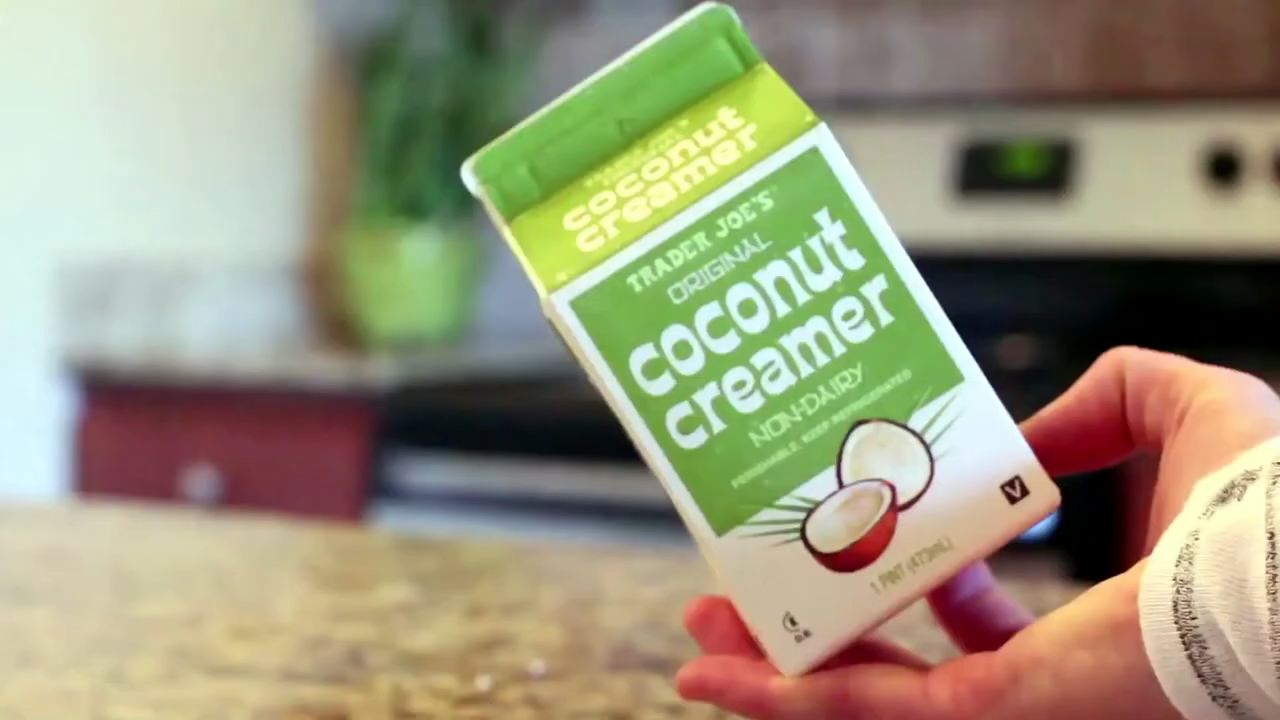 coconut
creamer
TRADER JOE'S
ORIGINAL
coconut
creamer
NON-DAIRY
PERISHABLE, KEEP REFRIGERATED
V
1 PINT (473mL)